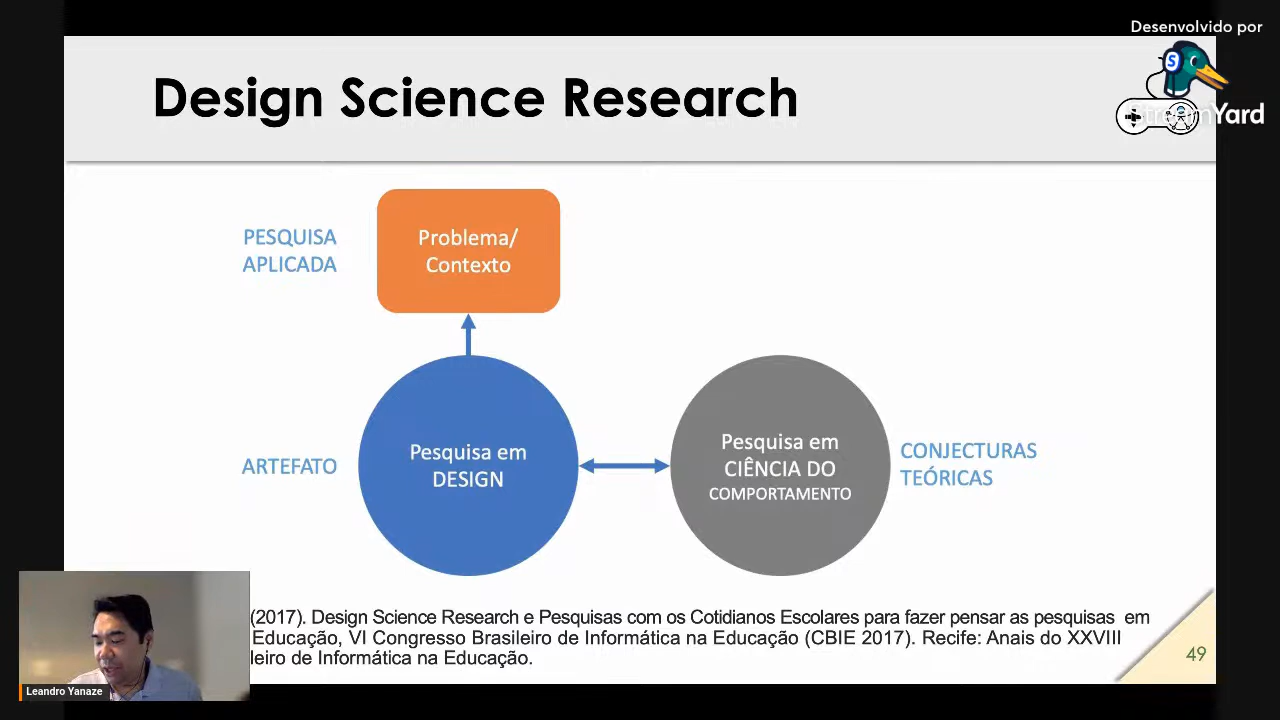 Desenvolvido por
StreamYard
Design Science Research
PESQUISA
APLICADA
Problema/
Contexto
ARTEFATO
Pesquisa em
DESIGN
Pesquisa em
CIÊNCIA DO
COMPORTAMENTO
CONJECTURAS
TEÓRICAS
(2017). Design Science Research e Pesquisas com os Cotidianos Escolares para fazer pensar as pesquisas em
Educação, VI Congresso Brasileiro de Informática na Educação (CBIE 2017). Recife: Anais do XXVIII
leiro de Informática na Educação.
49
Leandro Yanaze